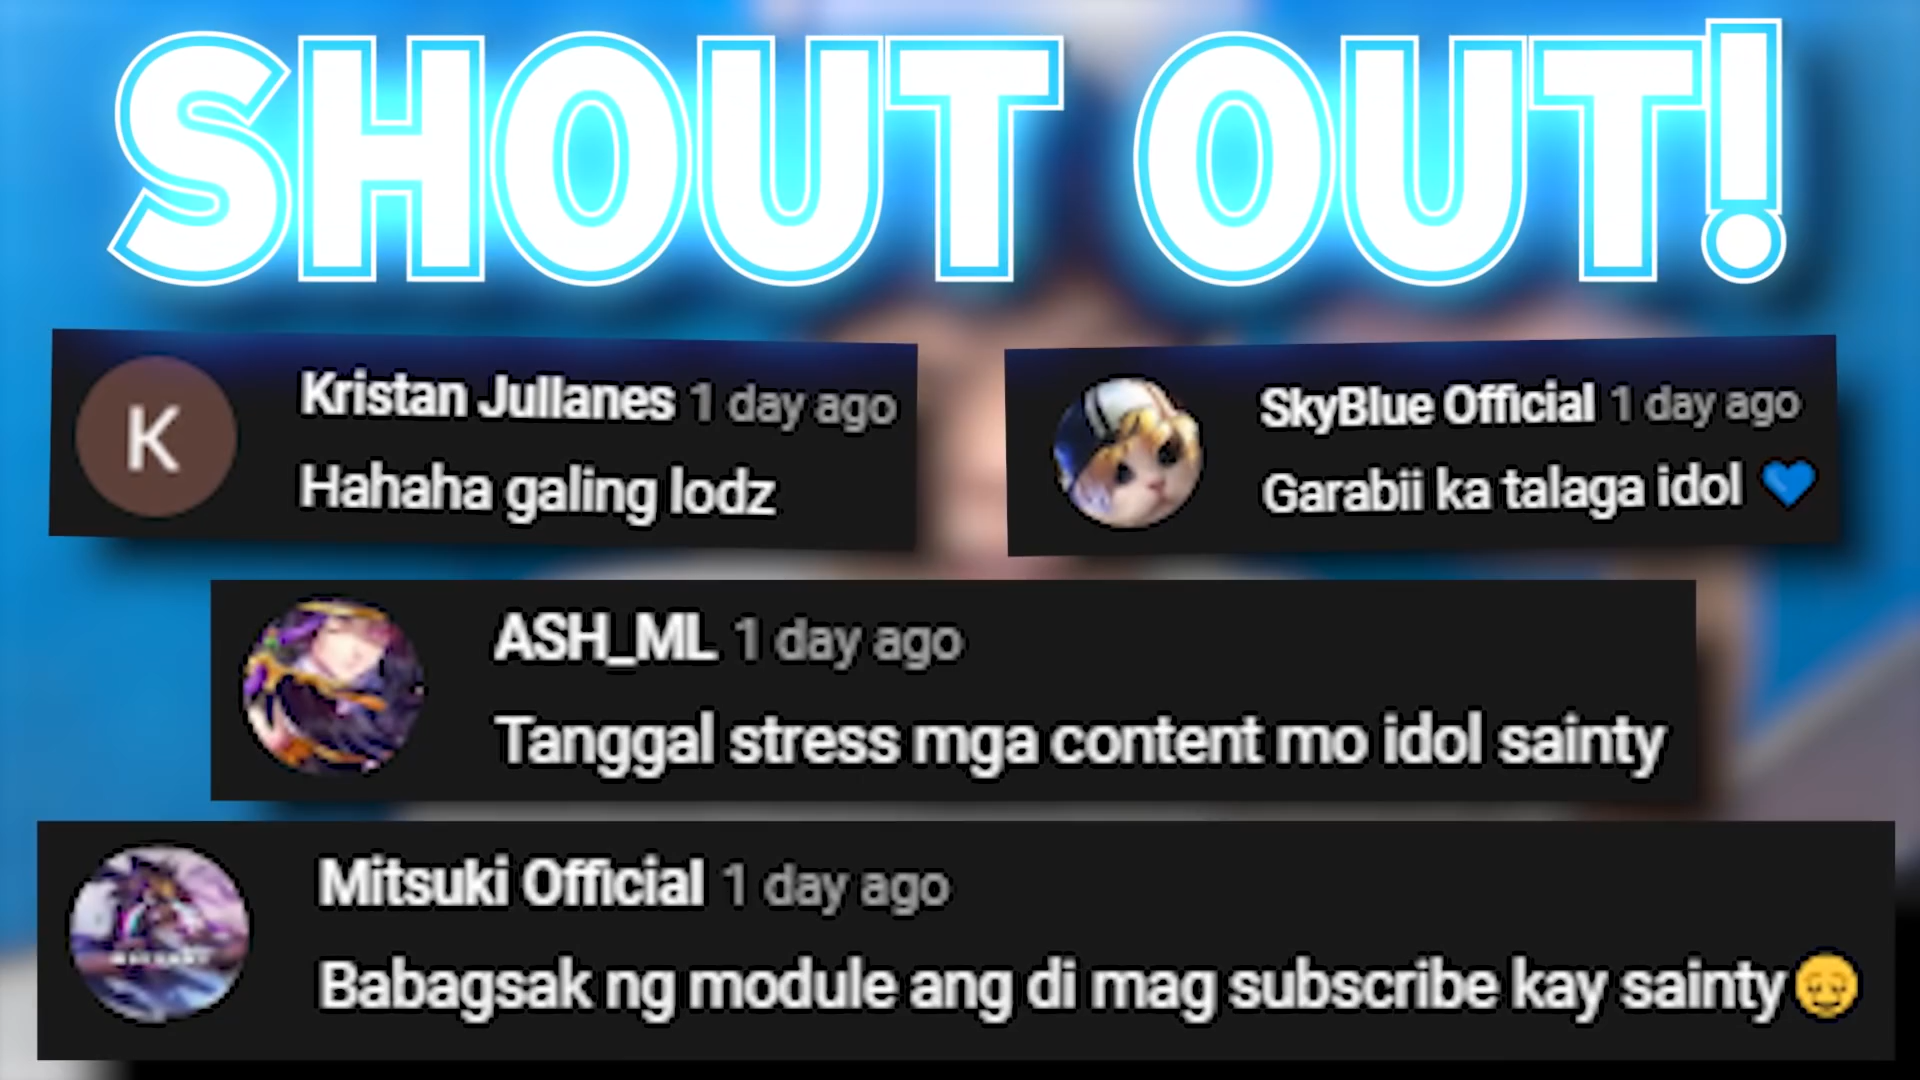 SHOUT OUT!
K
Kristan Jullanes 1 day ago
Hahaha galing lodz
SkyBlue Official 1 day ago
Garabii ka talaga idol 💙
ASH_ML 1 day ago
Tanggal stress mga content mo idol sainty
Mitsuki Official 1 day ago
Babagsak ng module ang di mag subscribe kay sainty😌